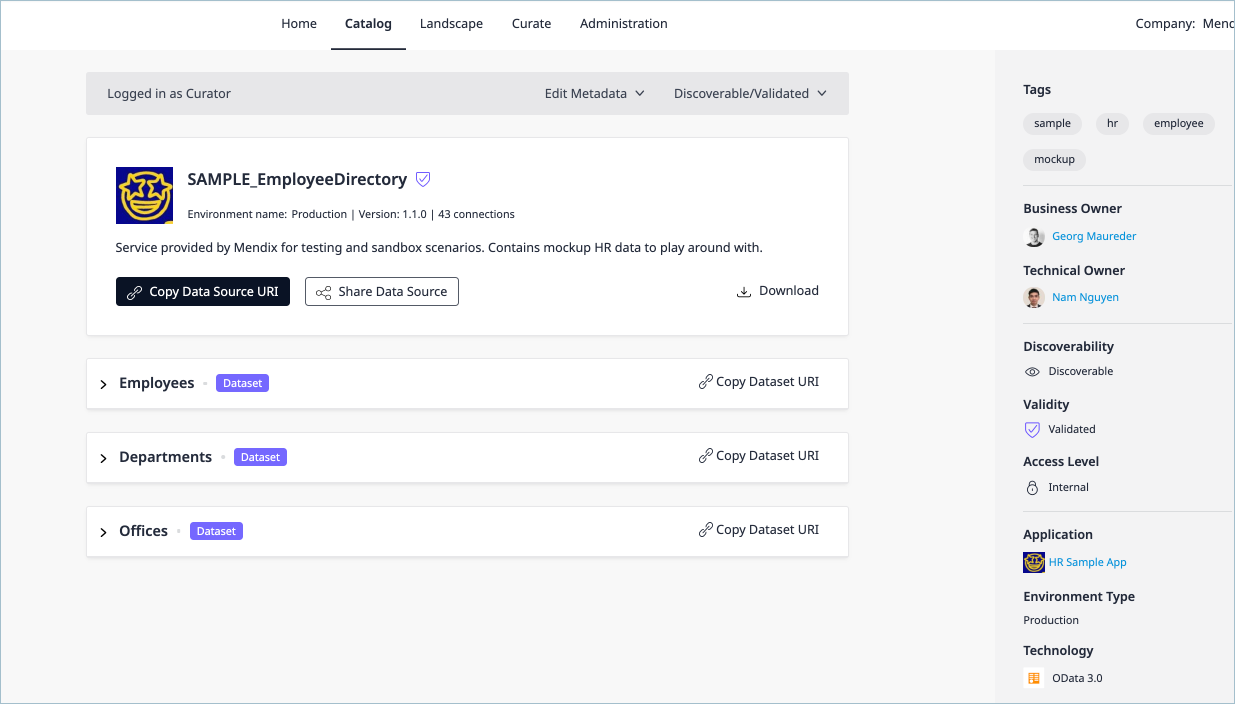 Home Catalog Landscape Curate Administration Company:
Logged in as Curator Edit Metadata Discoverable/Validated
SAMPLE_EmployeeDirectory
Environment name: Production | Version: 1.1.0 | 43 connections
Service provided by Mendix for testing and sandbox scenarios. Contains mockup HR data to play around with.
Copy Data Source URI Share Data Source Download
Employees Dataset Copy Dataset URI
Departments Dataset Copy Dataset URI
Offices Dataset Copy Dataset URI
Tags
sample hr employee
mockup
Business Owner
Georg Maureder
Technical Owner
Nam Nguyen
Discoverability
Discoverable
Validity
Validated
Access Level
Internal
Application
HR Sample App
Environment Type
Production
Technology
OData 3.0